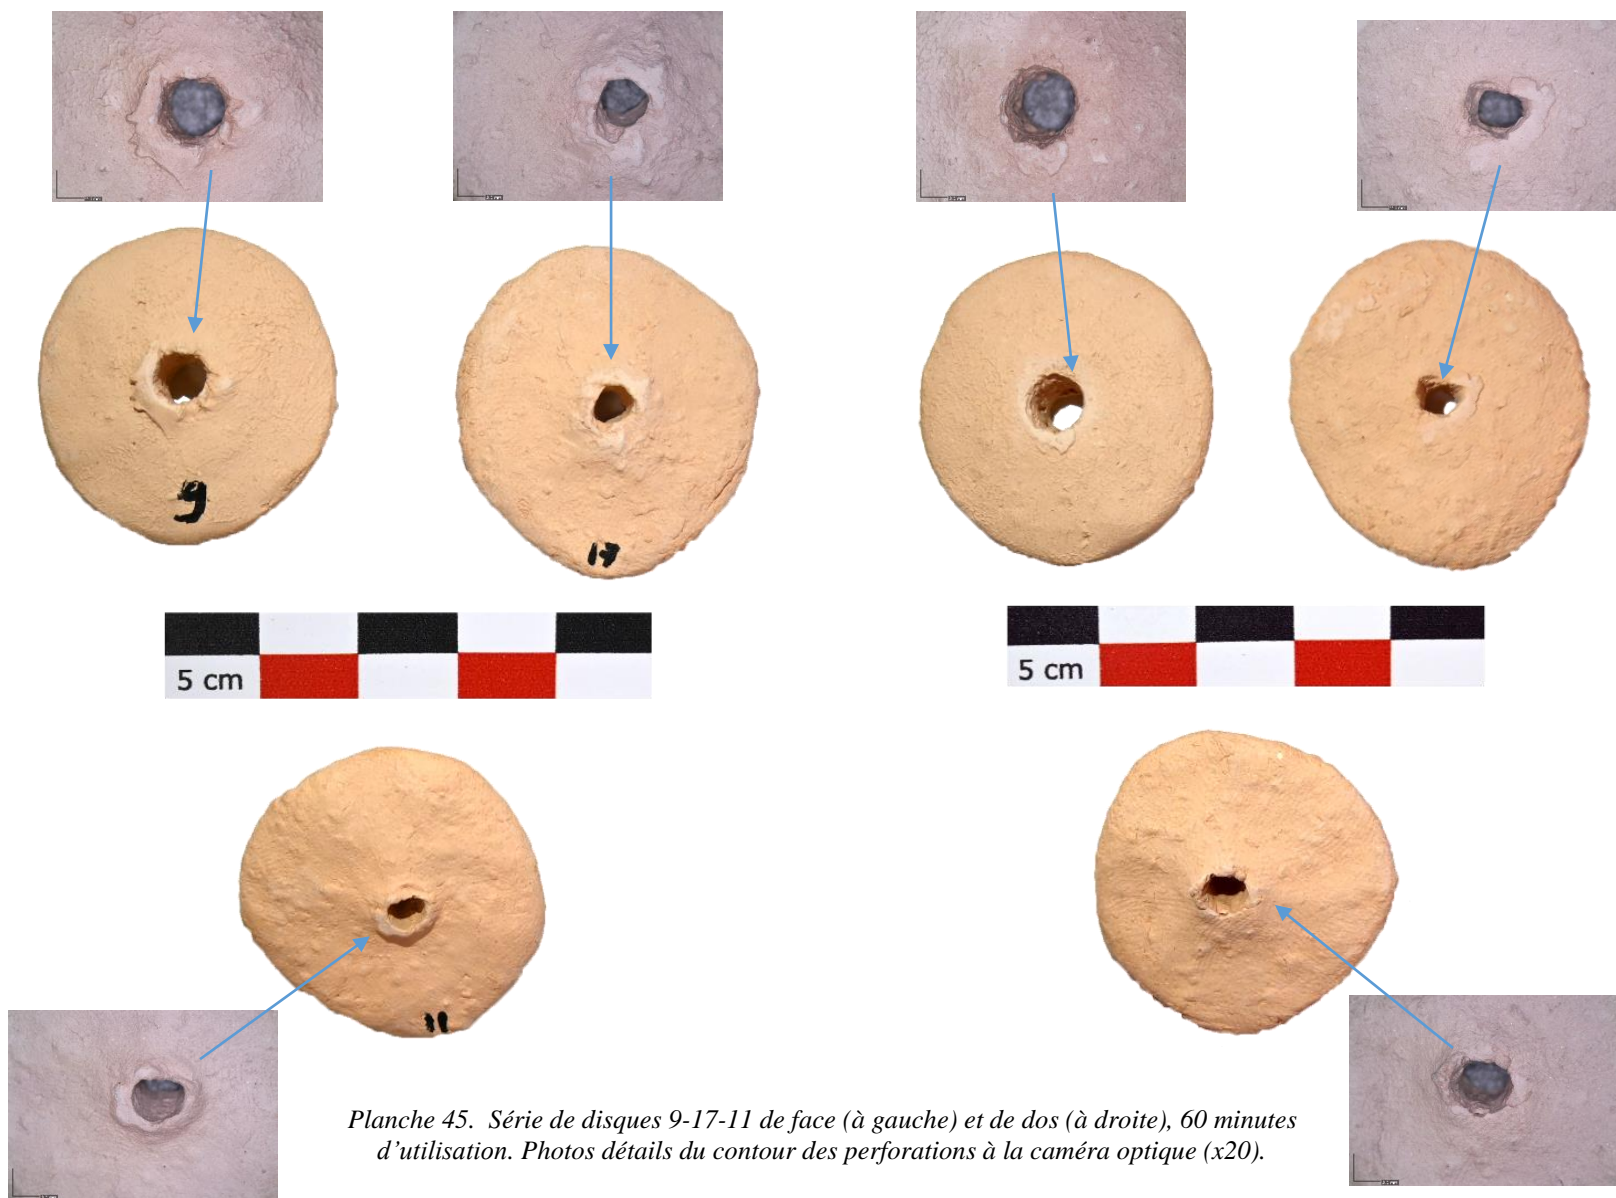 9
17
5 cm
5 cm
11
Planche 45. Série de disques 9-17-11 de face (à gauche) et de dos (à droite), 60 minutes
d’utilisation. Photos détails du contour des perforations à la caméra optique (x20).